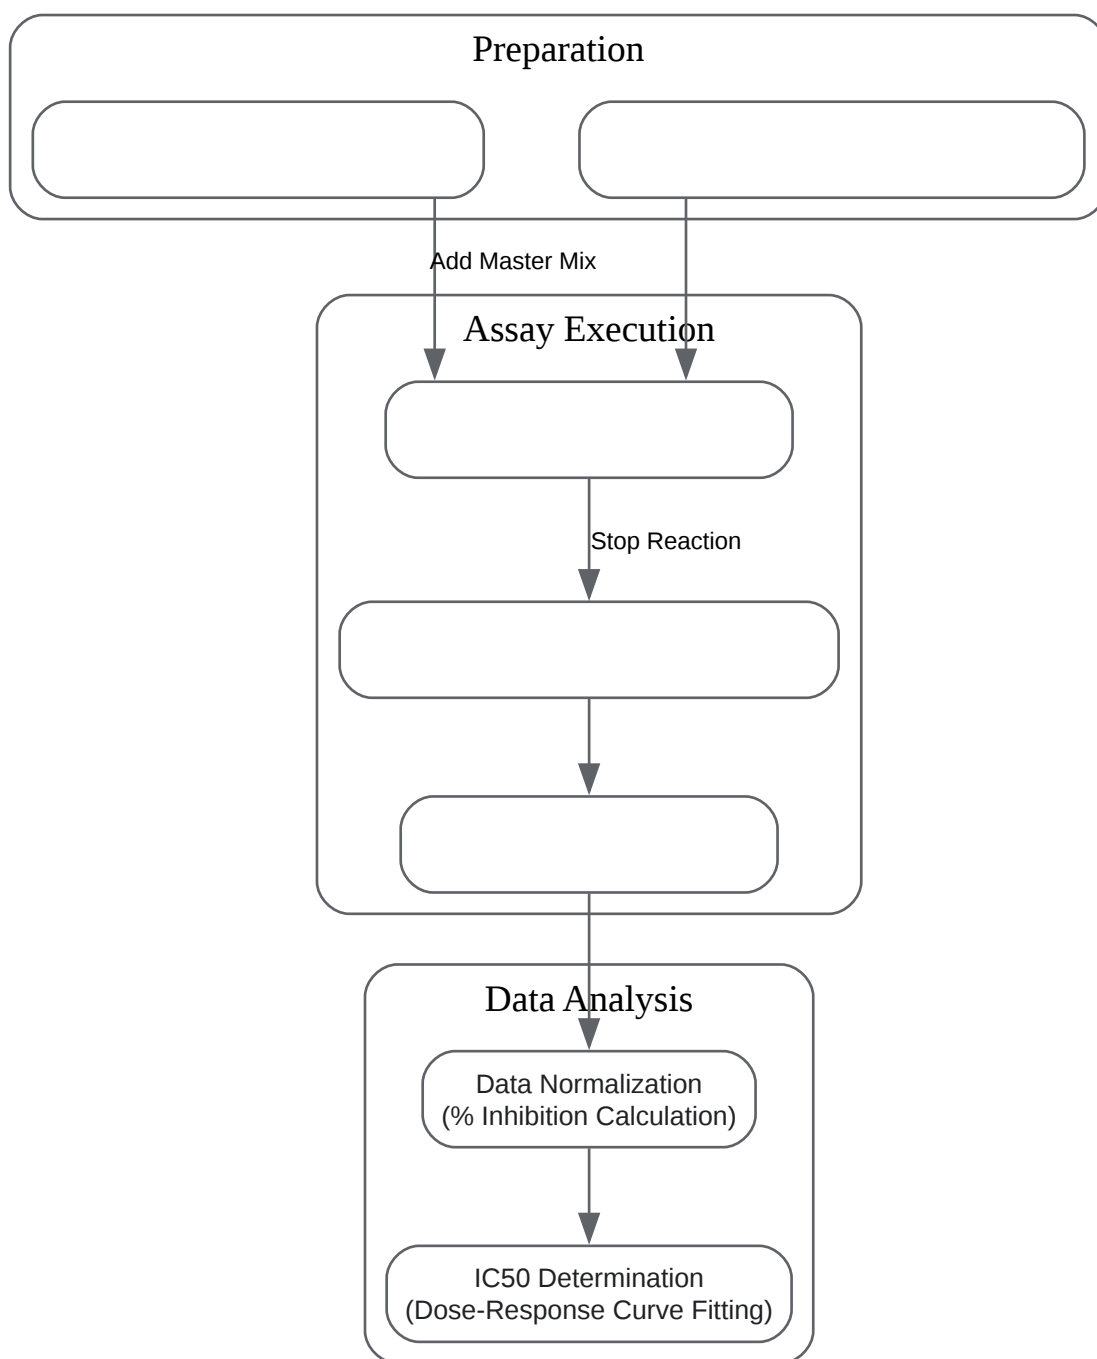 Preparation
Add Master Mix
Assay Execution
Stop Reaction
Data Analysis
Data Normalization
(% Inhibition Calculation)
IC50 Determination
(Dose-Response Curve Fitting)